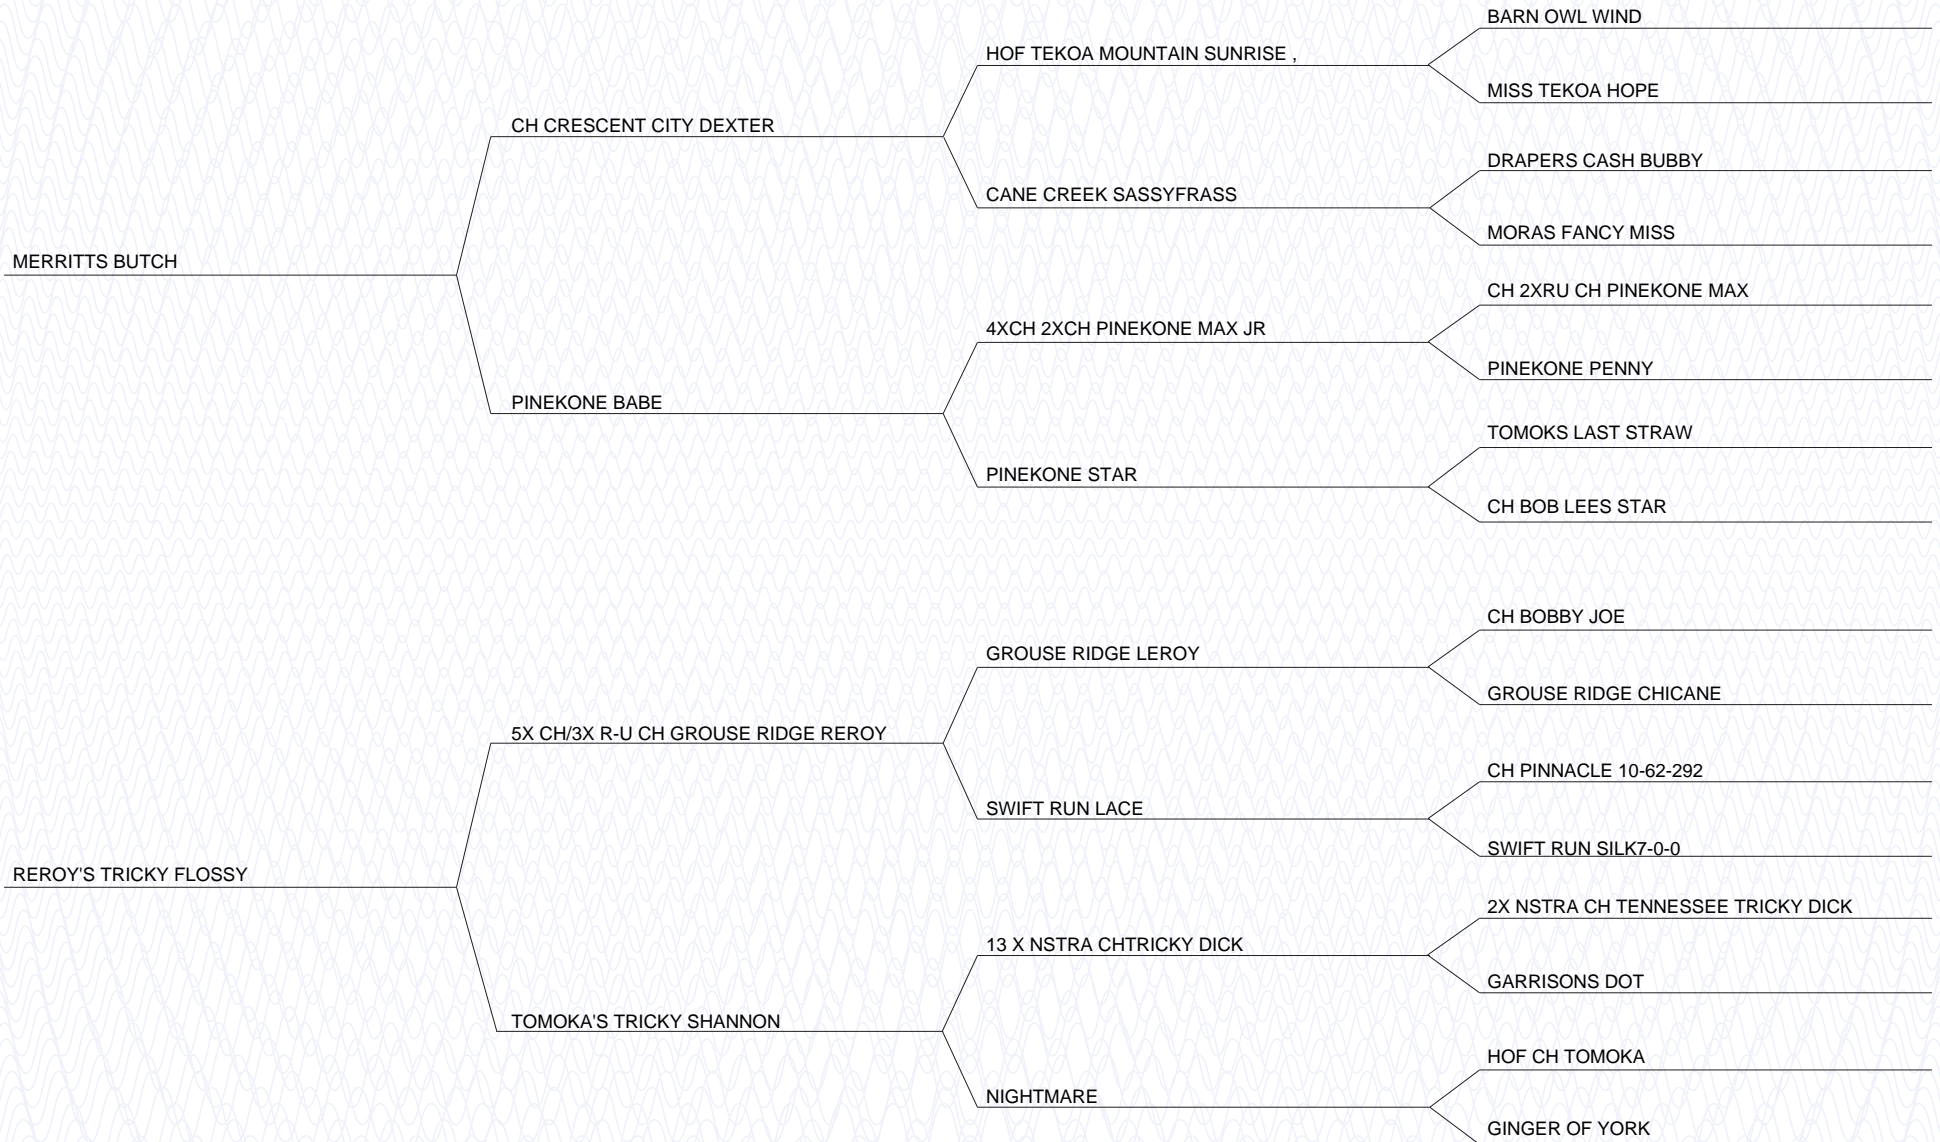 BARN OWL WIND
HOF TEKOA MOUNTAIN SUNRISE ,
MISS TEKOA HOPE
CH CRESCENT CITY DEXTER
DRAPERS CASH BUBBY
CANE CREEK SASSYFRASS
MORAS FANCY MISS
MERRITTS BUTCH
CH 2XRU CH PINEKONE MAX
4XCH 2XCH PINEKONE MAX JR
PINEKONE PENNY
PINEKONE BABE
TOMOKS LAST STRAW
PINEKONE STAR
CH BOB LEES STAR
CH BOBBY JOE
GROUSE RIDGE LEROY
GROUSE RIDGE CHICANE
5X CH/3X R-U CH GROUSE RIDGE REROY
CH PINNACLE 10-62-292
SWIFT RUN LACE
SWIFT RUN SILK7-0-0
REROY'S TRICKY FLOSSY
2X NSTRA CH TENNESSEE TRICKY DICK
13 X NSTRA CHTRICKY DICK
GARRISONS DOT
TOMOKA'S TRICKY SHANNON
HOF CH TOMOKA
NIGHTMARE
GINGER OF YORK